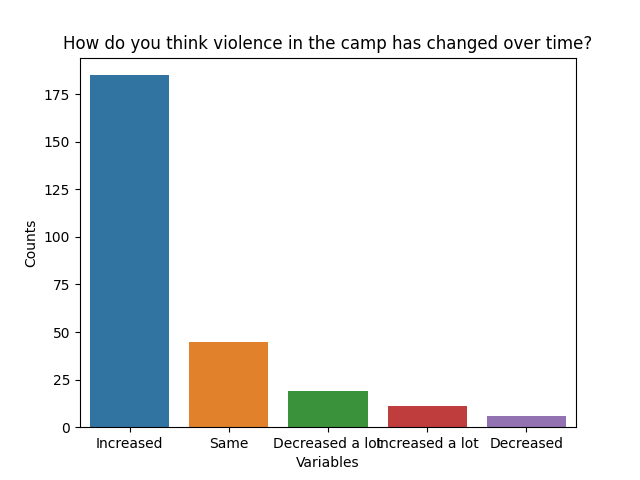 How do you think violence in the camp has changed over time?
175
150
125
100
75
50
25
0
Counts
Increased Same Decreased a lot Increased a lot Decreased
Variables